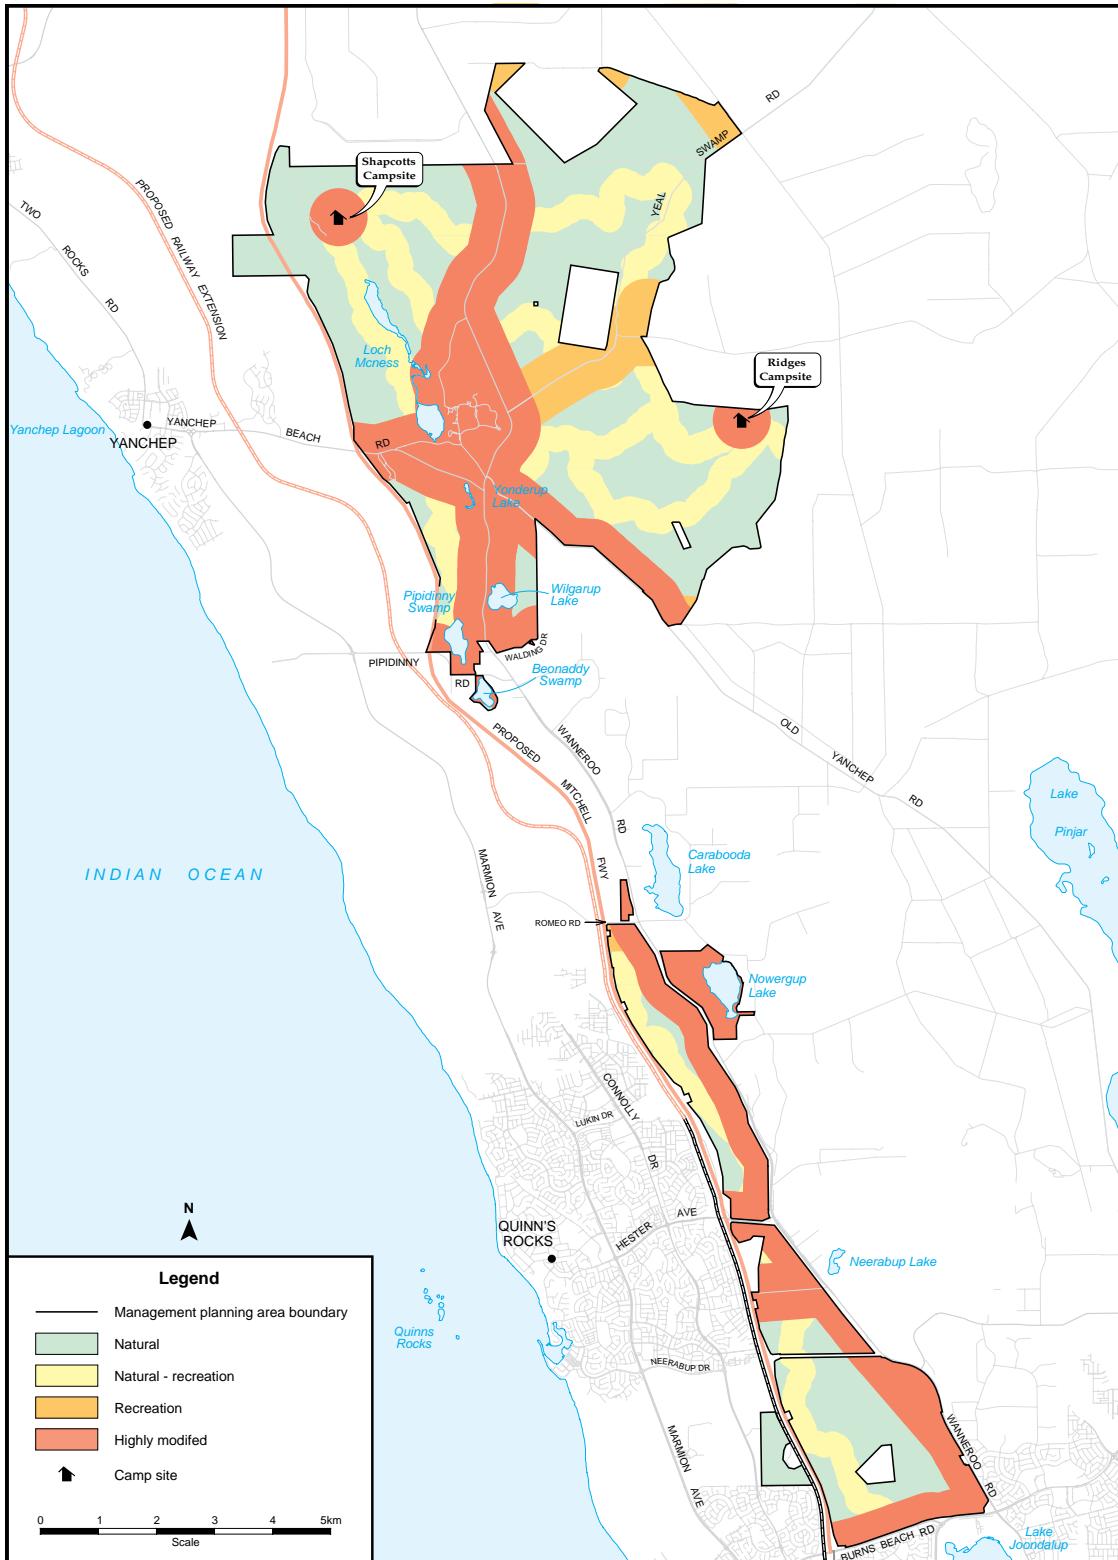 SWAMP
RD
Shapcotts
Campsite
PROPOSED RAILWAY EXTENSION
YEAL
TWO
ROCKS
RD
Loch
Mcness
Ridges
Campsite
Yanchep Lagoon
YANCHEP
YANCHEP
BEACH
RD
Yonderup
Lake
Pipidinny
Swamp
Wilgarup
Lake
WALDING DR
PIPIDINNY
RD
Beonaddy
Swamp
PROPOSED
MITCHELL
FWY
WANNEROO
RD
OLD
YANCHEP
RD
Lake
Pinjar
INDIAN OCEAN
MARMION
AVE
Carabooda
Lake
ROMEO RD
Nowergup
Lake
CONNOLLY
DR
LUKIN DR
N
QUINN'S
ROCKS
HESTER
AVE
Neerabup Lake
Quinns
Rocks
NEERABUP DR
MARMION
AVE
WANNEROO
RD
BURNS BEACH RD
Lake
Joondalup
Legend
Management planning area boundary
Natural
Natural - recreation
Recreation
Highly modifed
Camp site
0 1 2 3 4 5km
Scale